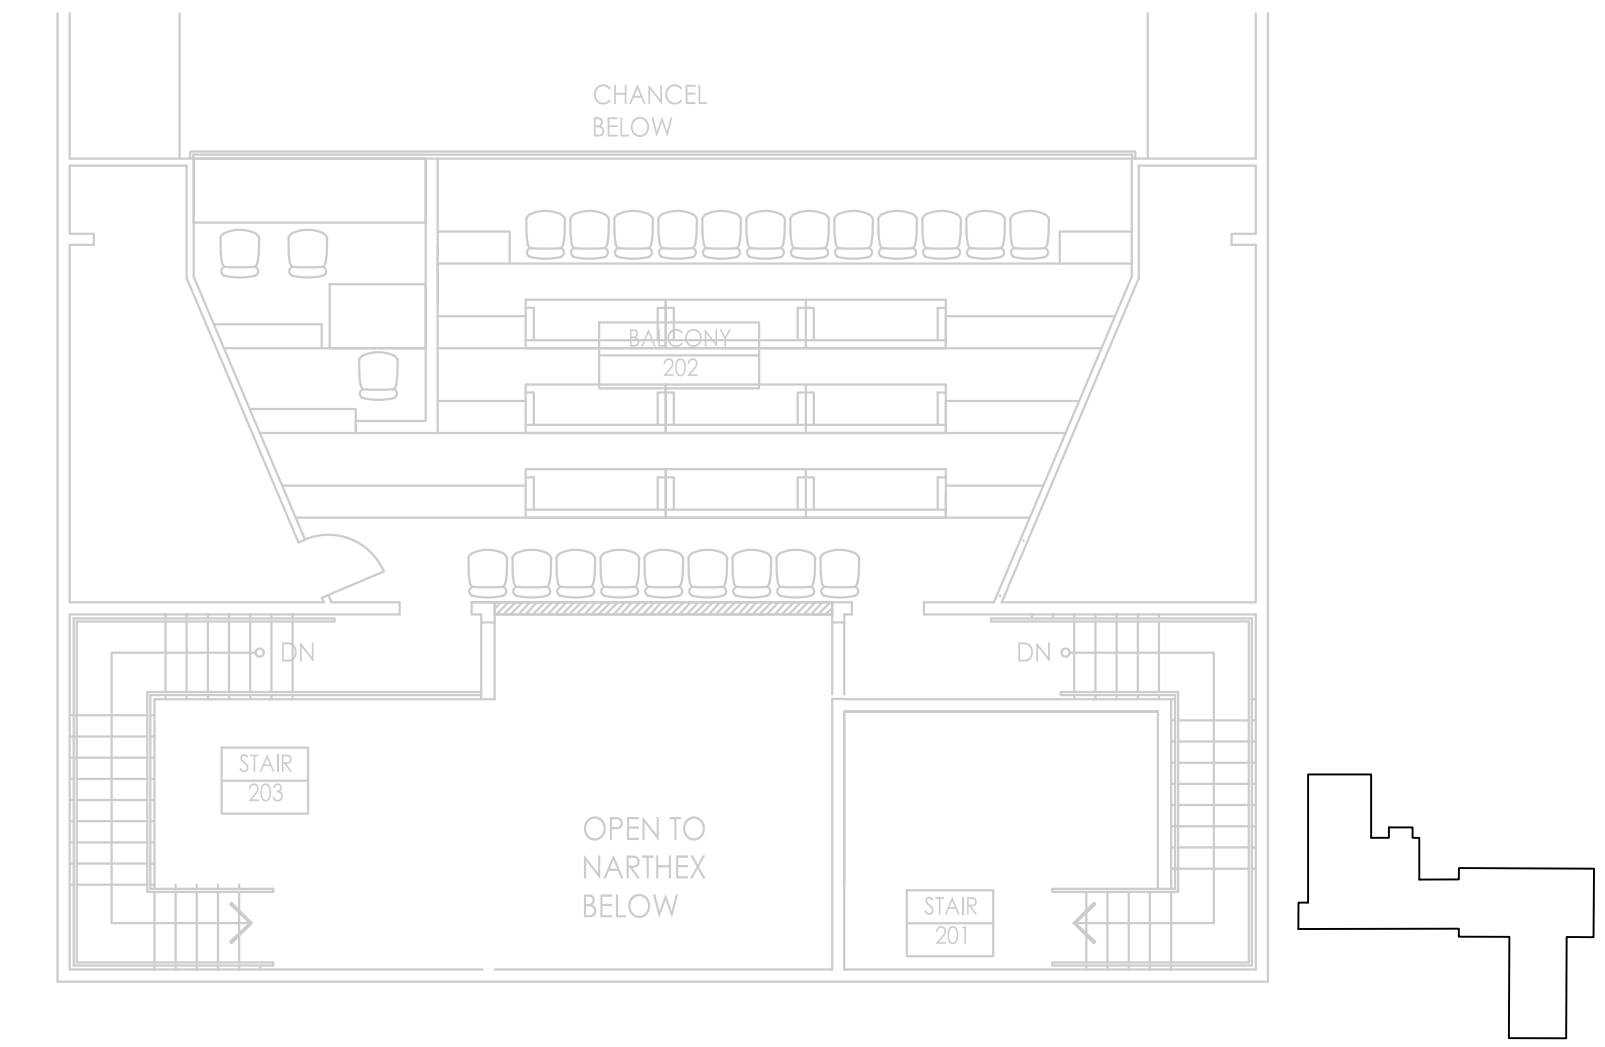 CHANCEL
BELOW
BALCONY
202
DN
DN
STAIR
203
OPEN TO
NARTHEX
BELOW
STAIR
201